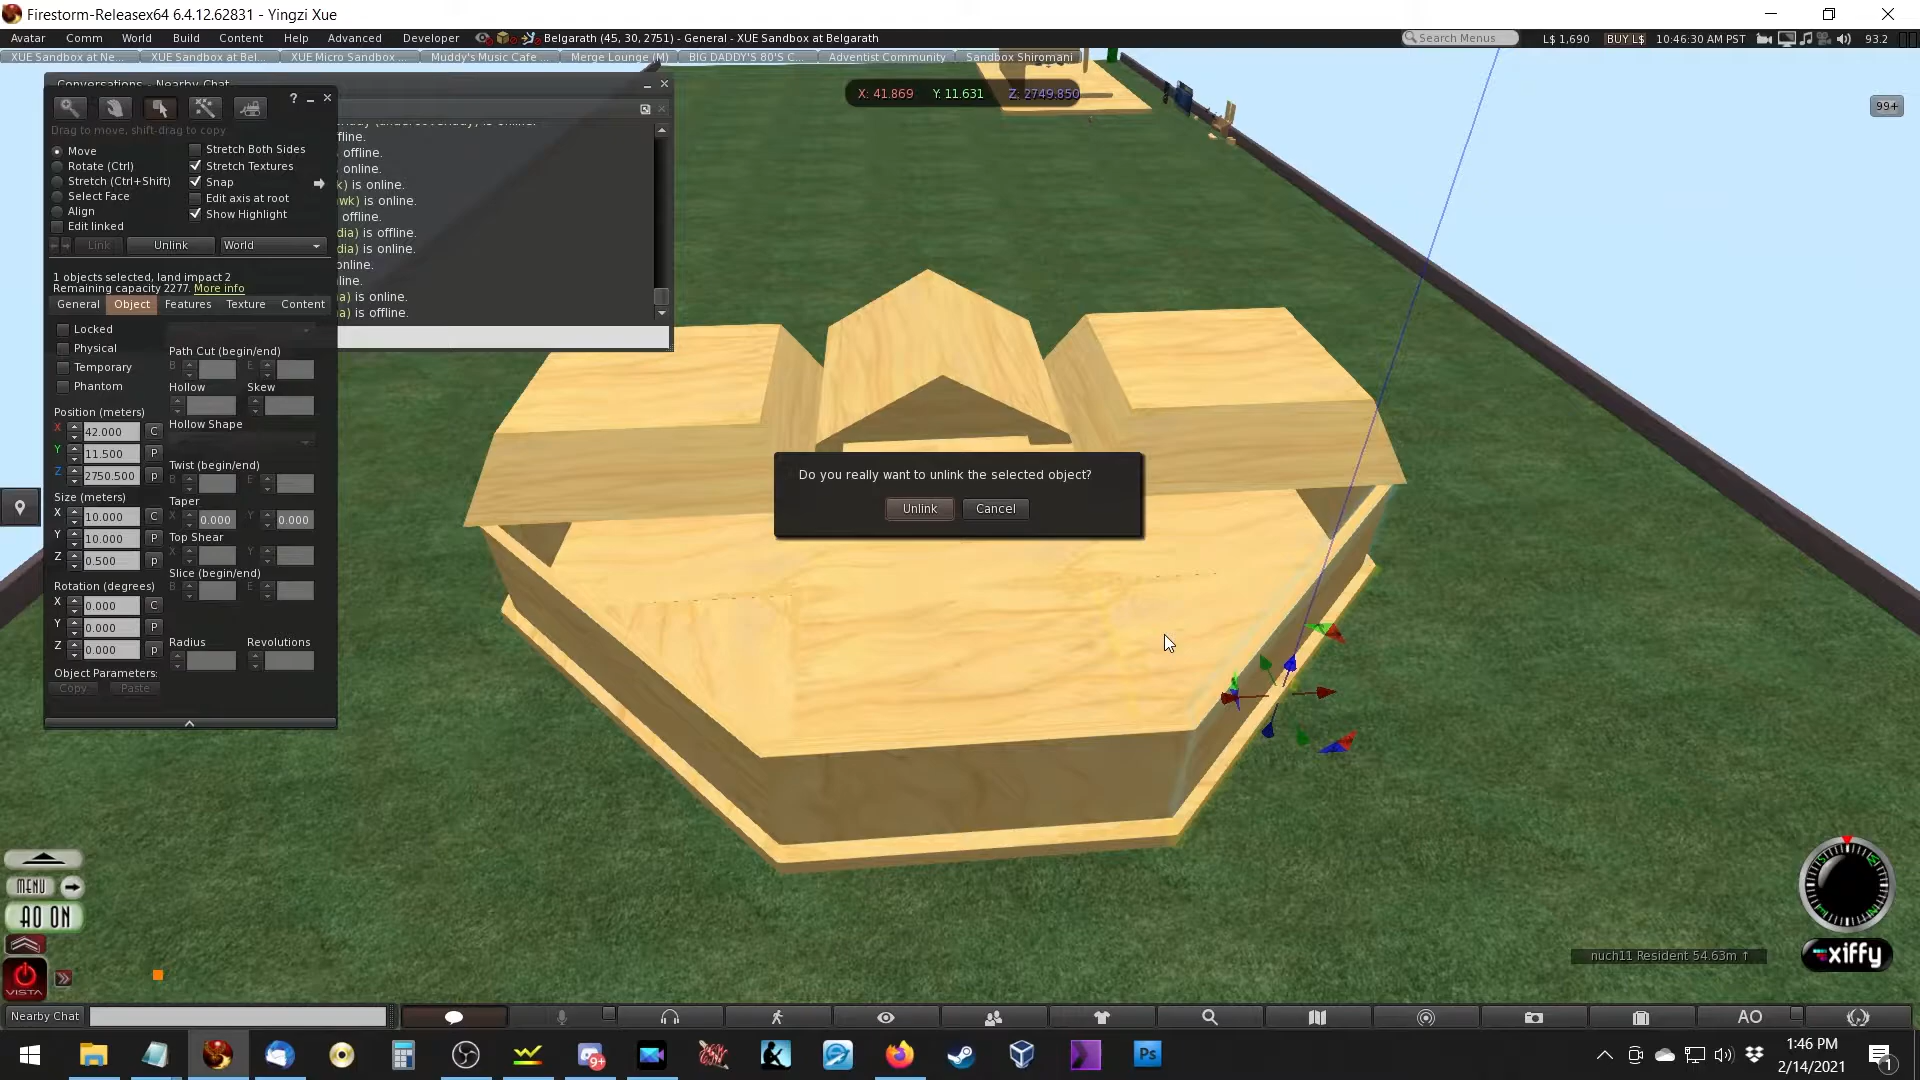 Firestorm-Releasex64 6.4.12.62831 - Yingzi Xue
Avatar Comm World Build Content Help Advanced Developer Belgarath (45, 30, 2751) - General - XUE Sandbox at Belgarath Search Menus L$ 1,690 BUY L$ 10:46:30 AM PST 93.2
XUE Sandbox at Ne... XUE Sandbox at Bel... XUE Micro Sandbox ... Muddy's Music Cafe ... Merge Lounge (M) BIG DADDY'S 80'S C... Adventist Community Sandbox Shiromani
Conversations - Nearby Chat
X: 41.869 Y: 11.631 Z: 2749.850
99+
?
Drag to move, shift-drag to copy
Move
Rotate (Ctrl)
Stretch (Ctrl+Shift)
Select Face
Align
Edit linked
Stretch Both Sides
Stretch Textures
Snap
Edit axis at root
Show Highlight
Link Unlink World
1 objects selected, land impact 2
Remaining capacity 2277. More info
General Object Features Texture Content
is online.
ffline.
offline.
online.
k) is online.
wk) is online.
offline.
dia) is offline.
dia) is online.
online.
line.
a) is online.
a) is offline.
Locked
Physical
Temporary
Phantom
Position (meters)
X 42.000 C
Y 11.500 P
Z 2750.500 p
Size (meters)
X 10.000 C
Y 10.000 P
Z 0.500 p
Rotation (degrees)
X 0.000 C
Y 0.000 P
Z 0.000 p
Object Parameters:
Copy Paste
Path Cut (begin/end)
B E
Hollow Skew
Hollow Shape
Twist (begin/end)
B E
Taper
X 0.000 Y 0.000
Top Shear
X Y
Slice (begin/end)
B E
Radius Revolutions
Do you really want to unlink the selected object?
Unlink Cancel
MENU
AO ON
VISTA
xiffy
nuch11 Resident 54.63m ↑
Nearby Chat
AO
9+
Ps
1:46 PM
2/14/2021
1